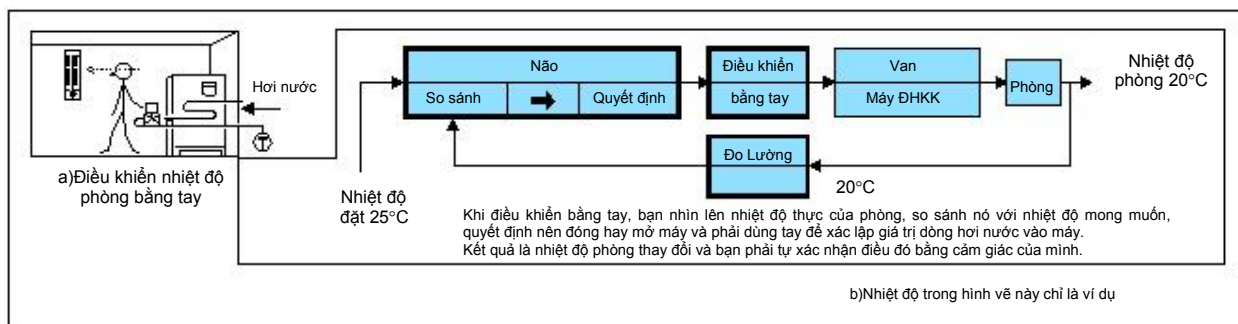 Hơi nước
a)Điều khiển nhiệt độ
phòng bằng tay
Não
So sánh
Quyết định
Điều khiển
bằng tay
Van
Máy ĐHKK
Phòng
Nhiệt độ
phòng 20°C
Đo Lường
20°C
Nhiệt độ
đặt 25°C
Khi điều khiển bằng tay, bạn nhìn lên nhiệt độ thực của phòng, so sánh nó với nhiệt độ mong muốn,
quyết định nên đóng hay mở máy và phải dùng tay để xác lập giá trị dòng hơi nước vào máy.
Kết quả là nhiệt độ phòng thay đổi và bạn phải tự xác nhận điều đó bằng cảm giác của mình.
b)Nhiệt độ trong hình vẽ này chỉ là ví dụ